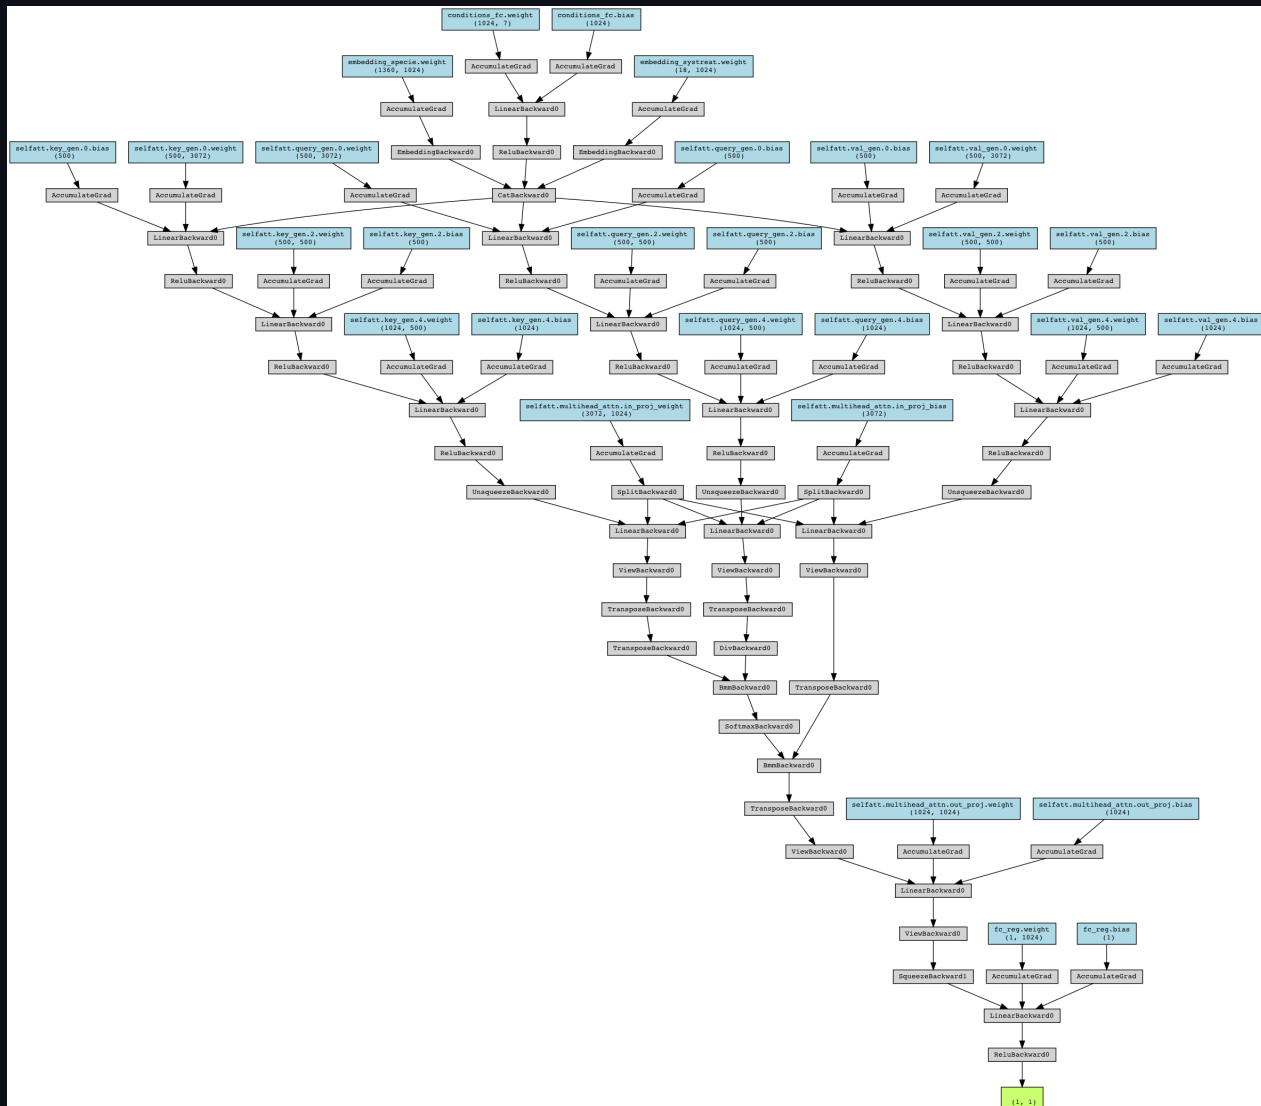 conditions_fc.weight
(1024, 7)
conditions_fc.bias
(1024)
embedding_specie.weight
(1360, 1024)
AccumulateGrad
AccumulateGrad
embedding_systreat.weight
(18, 1024)
AccumulateGrad
LinearBackward0
AccumulateGrad
selfatt.key_gen.0.bias
(500)
selfatt.key_gen.0.weight
(500, 3072)
selfatt.query_gen.0.weight
(500, 3072)
EmbeddingBackward0
ReluBackward0
EmbeddingBackward0
selfatt.query_gen.0.bias
(500)
selfatt.val_gen.0.bias
(500)
selfatt.val_gen.0.weight
(500, 3072)
AccumulateGrad
AccumulateGrad
AccumulateGrad
CatBackward0
AccumulateGrad
AccumulateGrad
AccumulateGrad
LinearBackward0
selfatt.key_gen.2.weight
(500, 500)
selfatt.key_gen.2.bias
(500)
LinearBackward0
selfatt.query_gen.2.weight
(500, 500)
selfatt.query_gen.2.bias
(500)
LinearBackward0
selfatt.val_gen.2.weight
(500, 500)
selfatt.val_gen.2.bias
(500)
ReluBackward0
AccumulateGrad
AccumulateGrad
ReluBackward0
AccumulateGrad
AccumulateGrad
ReluBackward0
AccumulateGrad
AccumulateGrad
LinearBackward0
selfatt.key_gen.4.weight
(1024, 500)
selfatt.key_gen.4.bias
(1024)
LinearBackward0
selfatt.query_gen.4.weight
(1024, 500)
selfatt.query_gen.4.bias
(1024)
LinearBackward0
selfatt.val_gen.4.weight
(1024, 500)
selfatt.val_gen.4.bias
(1024)
ReluBackward0
AccumulateGrad
AccumulateGrad
ReluBackward0
AccumulateGrad
AccumulateGrad
ReluBackward0
AccumulateGrad
AccumulateGrad
LinearBackward0
selfatt.multihead_attn.in_proj_weight
(3072, 1024)
LinearBackward0
selfatt.multihead_attn.in_proj_bias
(3072)
LinearBackward0
ReluBackward0
AccumulateGrad
ReluBackward0
AccumulateGrad
ReluBackward0
UnsqueezeBackward0
SplitBackward0
UnsqueezeBackward0
SplitBackward0
UnsqueezeBackward0
LinearBackward0
LinearBackward0
LinearBackward0
ViewBackward0
ViewBackward0
ViewBackward0
TransposeBackward0
TransposeBackward0
TransposeBackward0
DivBackward0
BmmBackward0
TransposeBackward0
SoftmaxBackward0
BmmBackward0
TransposeBackward0
selfatt.multihead_attn.out_proj.weight
(1024, 1024)
selfatt.multihead_attn.out_proj.bias
(1024)
ViewBackward0
AccumulateGrad
AccumulateGrad
LinearBackward0
ViewBackward0
fc_reg.weight
(1, 1024)
fc_reg.bias
(1)
SqueezeBackward1
AccumulateGrad
AccumulateGrad
LinearBackward0
ReluBackward0
(1, 1)